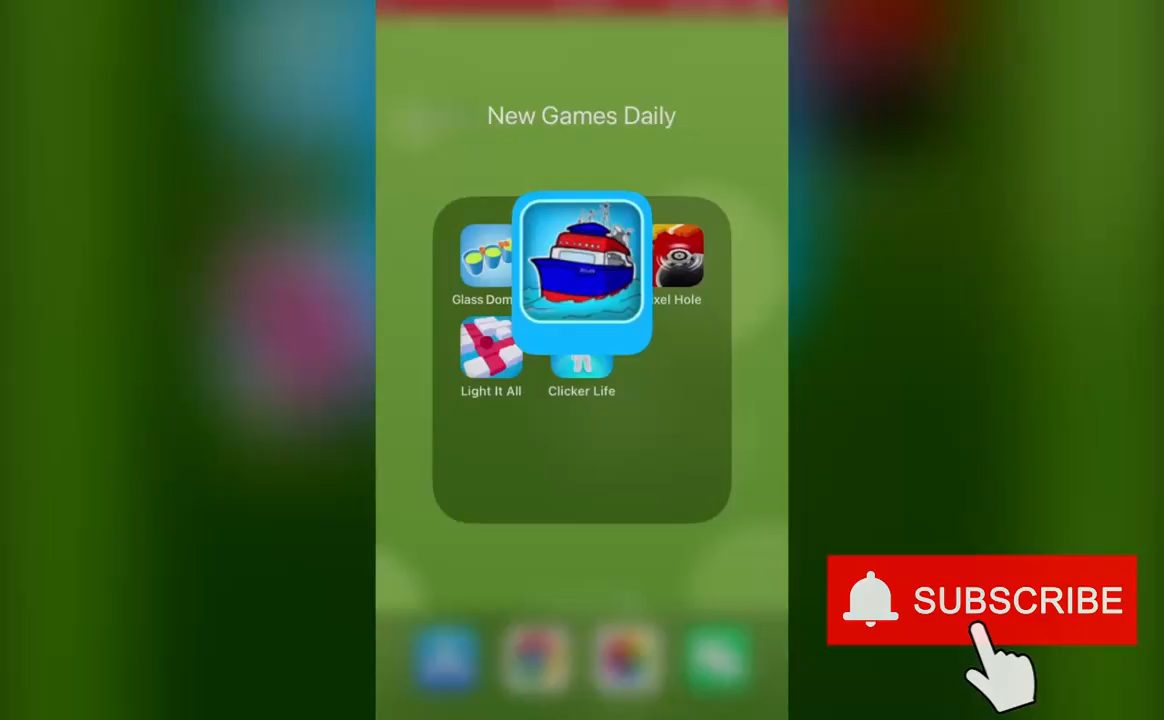 New Games Daily
Glass Dom
xel Hole
Light It All
Clicker Life
SUBSCRIBE